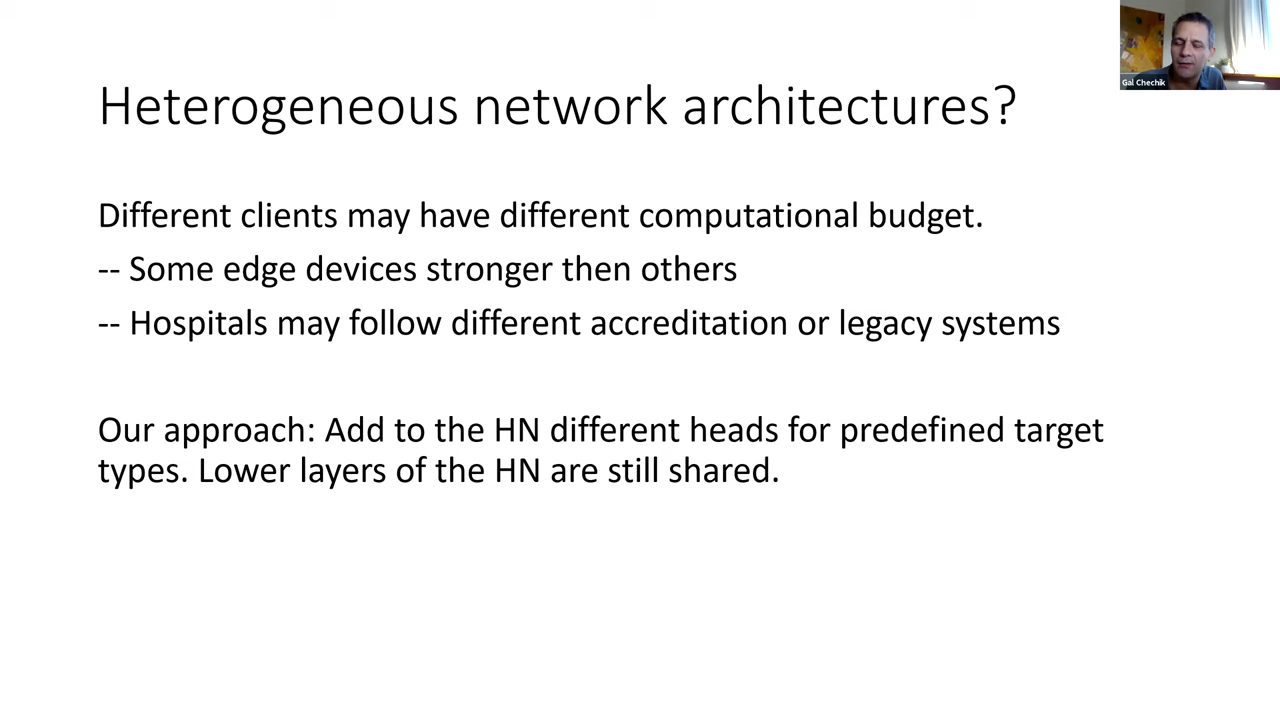 Gal Chechik
Heterogeneous network architectures?
Different clients may have different computational budget.
-- Some edge devices stronger then others
-- Hospitals may follow different accreditation or legacy systems
Our approach: Add to the HN different heads for predefined target
types. Lower layers of the HN are still shared.